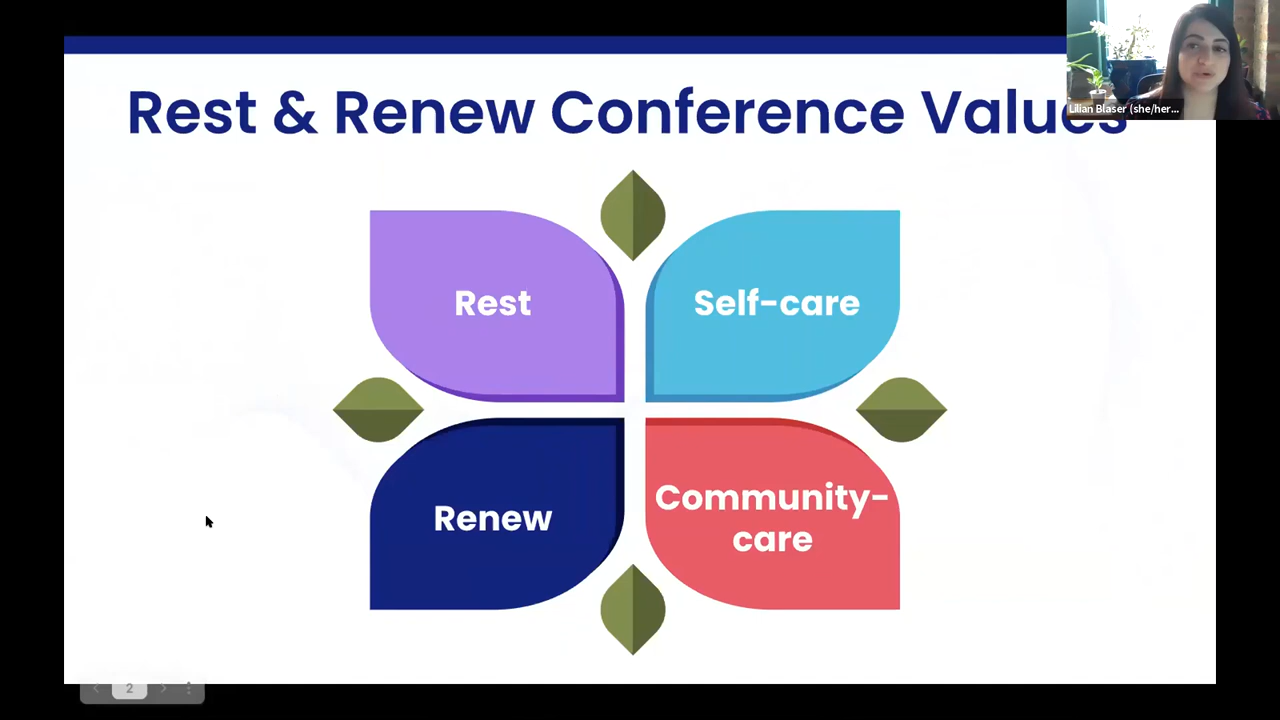 Rest & Renew Conference Values
Lilian Blaser (she/her...
Rest
Self-care
Renew
Community-
care
2